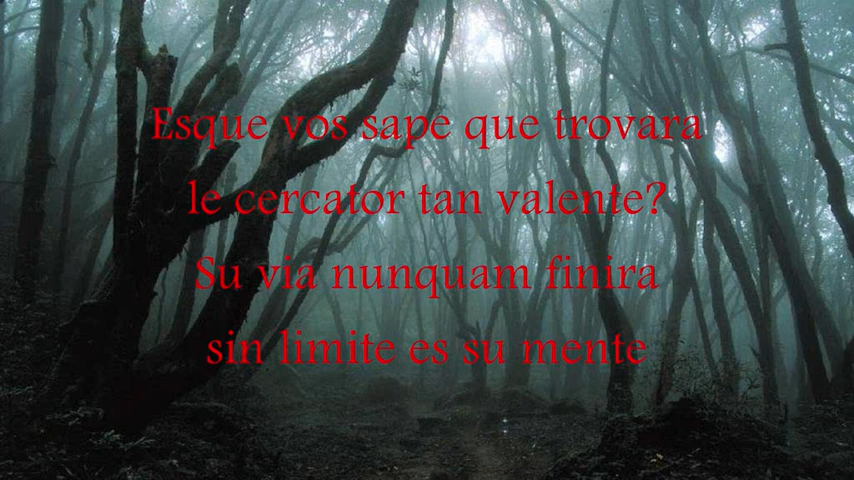 Esque vos sape que trovara
le cercator tan valente?
Su via nunquam finira
sin limite es su mente